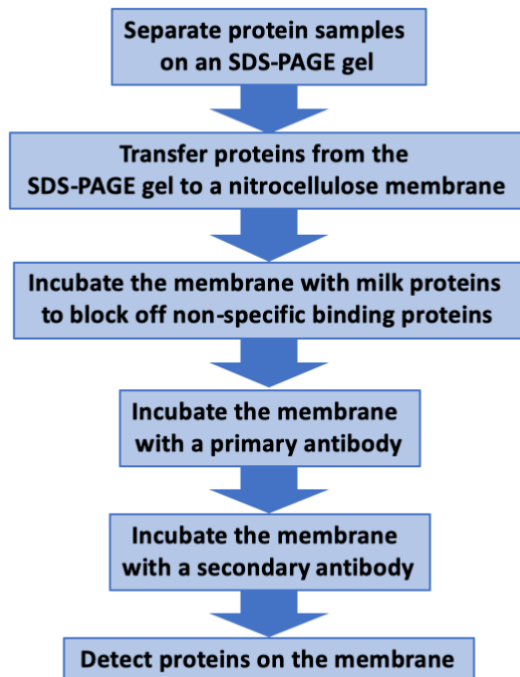 Separate protein samples
on an SDS-PAGE gel
Transfer proteins from the
SDS-PAGE gel to a nitrocellulose membrane
Incubate the membrane with milk proteins
to block off non-specific binding proteins
Incubate the membrane
with a primary antibody
Incubate the membrane
with a secondary antibody
Detect proteins on the membrane